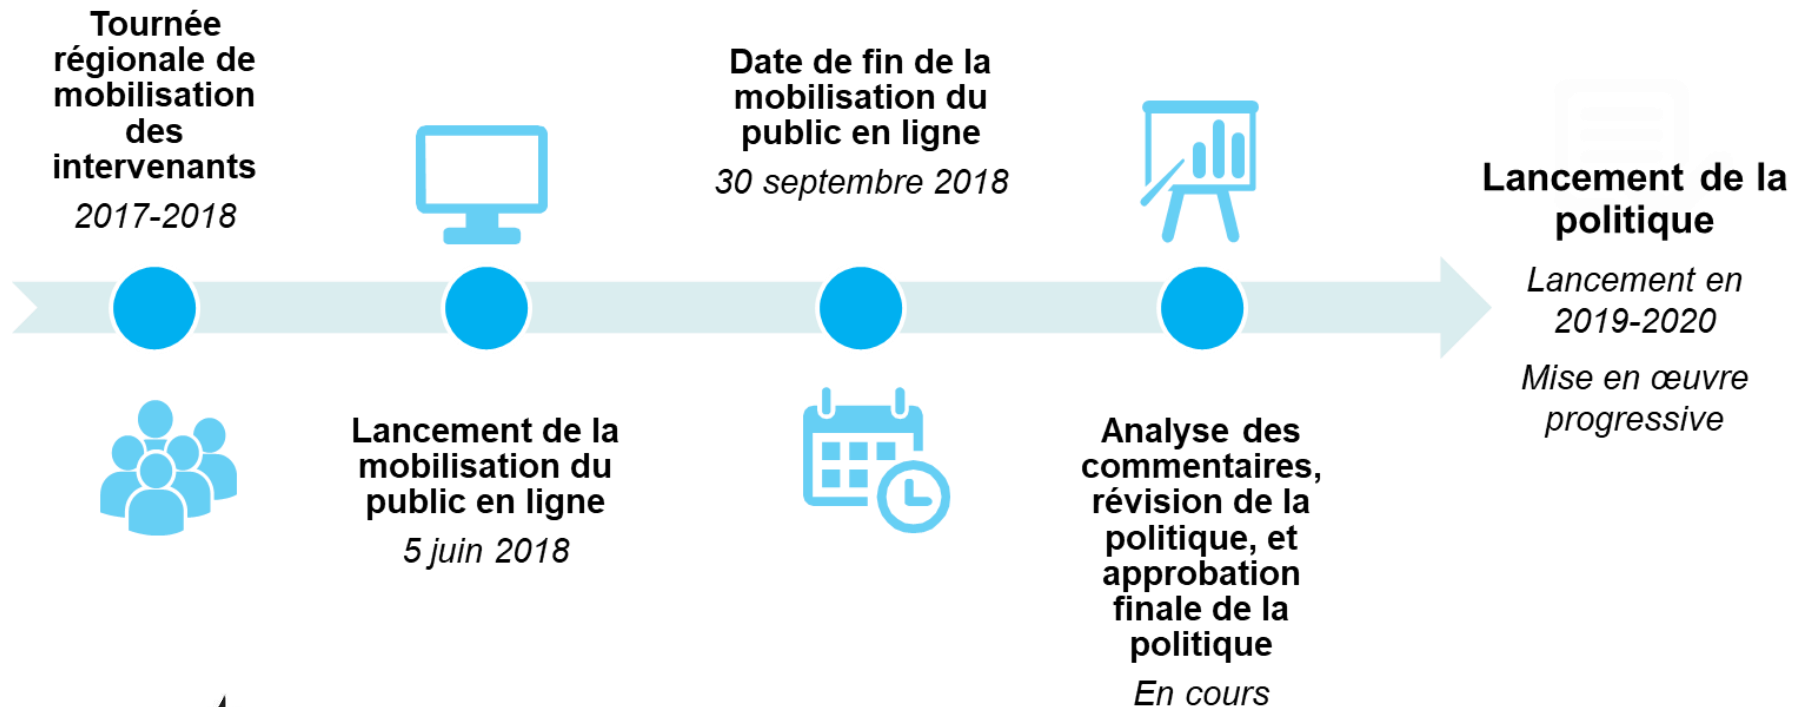 Tournée
régionale de
mobilisation
des
intervenants
2017-2018
Lancement de la
mobilisation du
public en ligne
5 juin 2018
Date de fin de la
mobilisation du
public en ligne
30 septembre 2018
Analyse des
commentaires,
révision de la
politique, et
approbation
finale de la
politique
En cours
Lancement de la
politique
Lancement en
2019-2020
Mise en œuvre
progressive